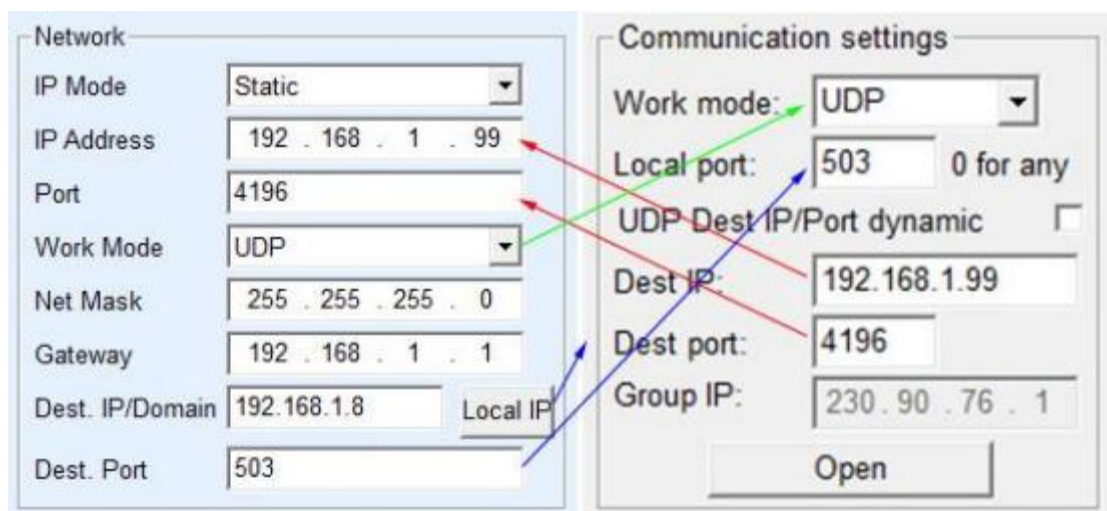 Network
IP Mode Static
IP Address 192 . 168 . 1 . 99
Port 4196
Work Mode UDP
Net Mask 255 . 255 . 255 . 0
Gateway 192 . 168 . 1 . 1
Dest. IP/Domain 192.168.1.8 Local IP
Dest. Port 503
Communication settings
Work mode: UDP
Local port: 503 0 for any
UDP Dest IP/Port dynamic
Dest IP: 192.168.1.99
Dest port: 4196
Group IP: 230 . 90 . 76 . 1
Open